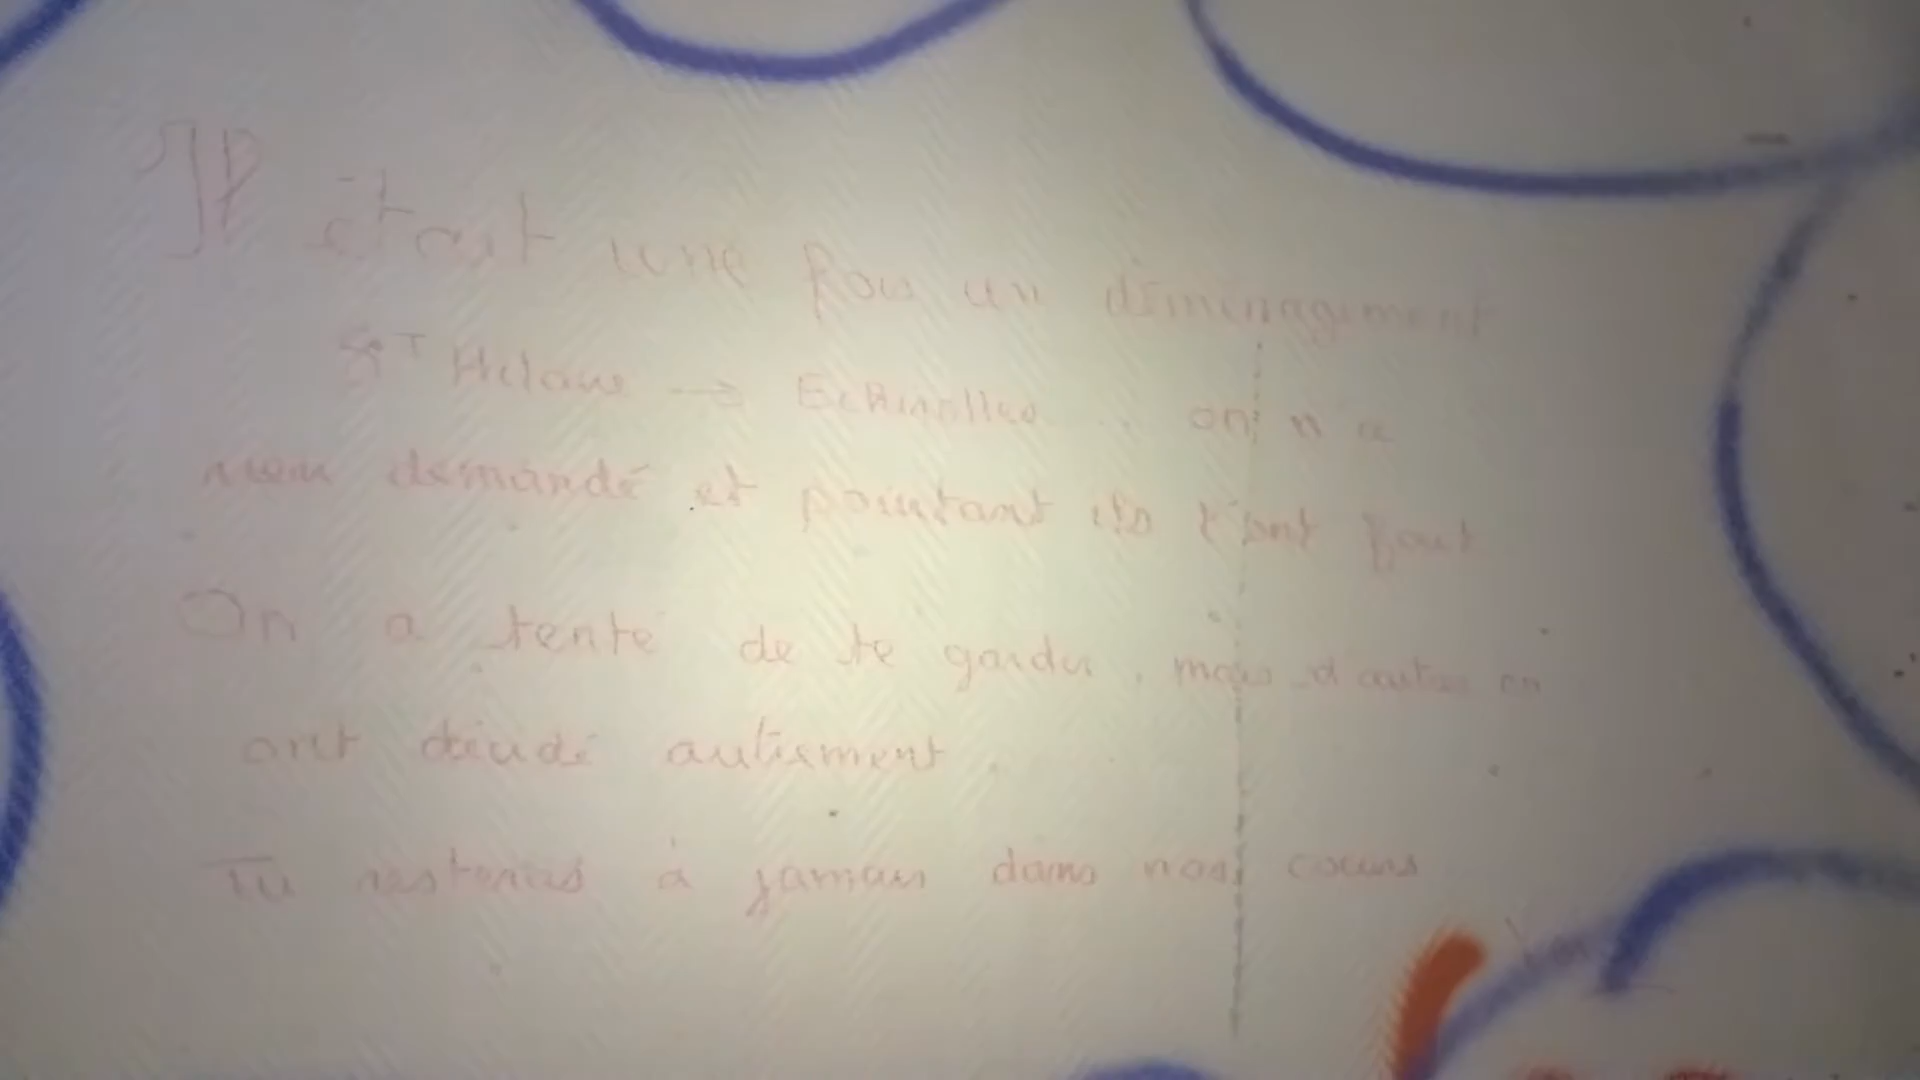 Il était une fois un déménagement
St Hilaire → Echirolles .. on n'a
rien demandé et pourtant ils l'ont fait
On a tenté de te garder, mais d'autres en
ont décidé autrement.
Tu resteras à jamais dans nos coeurs